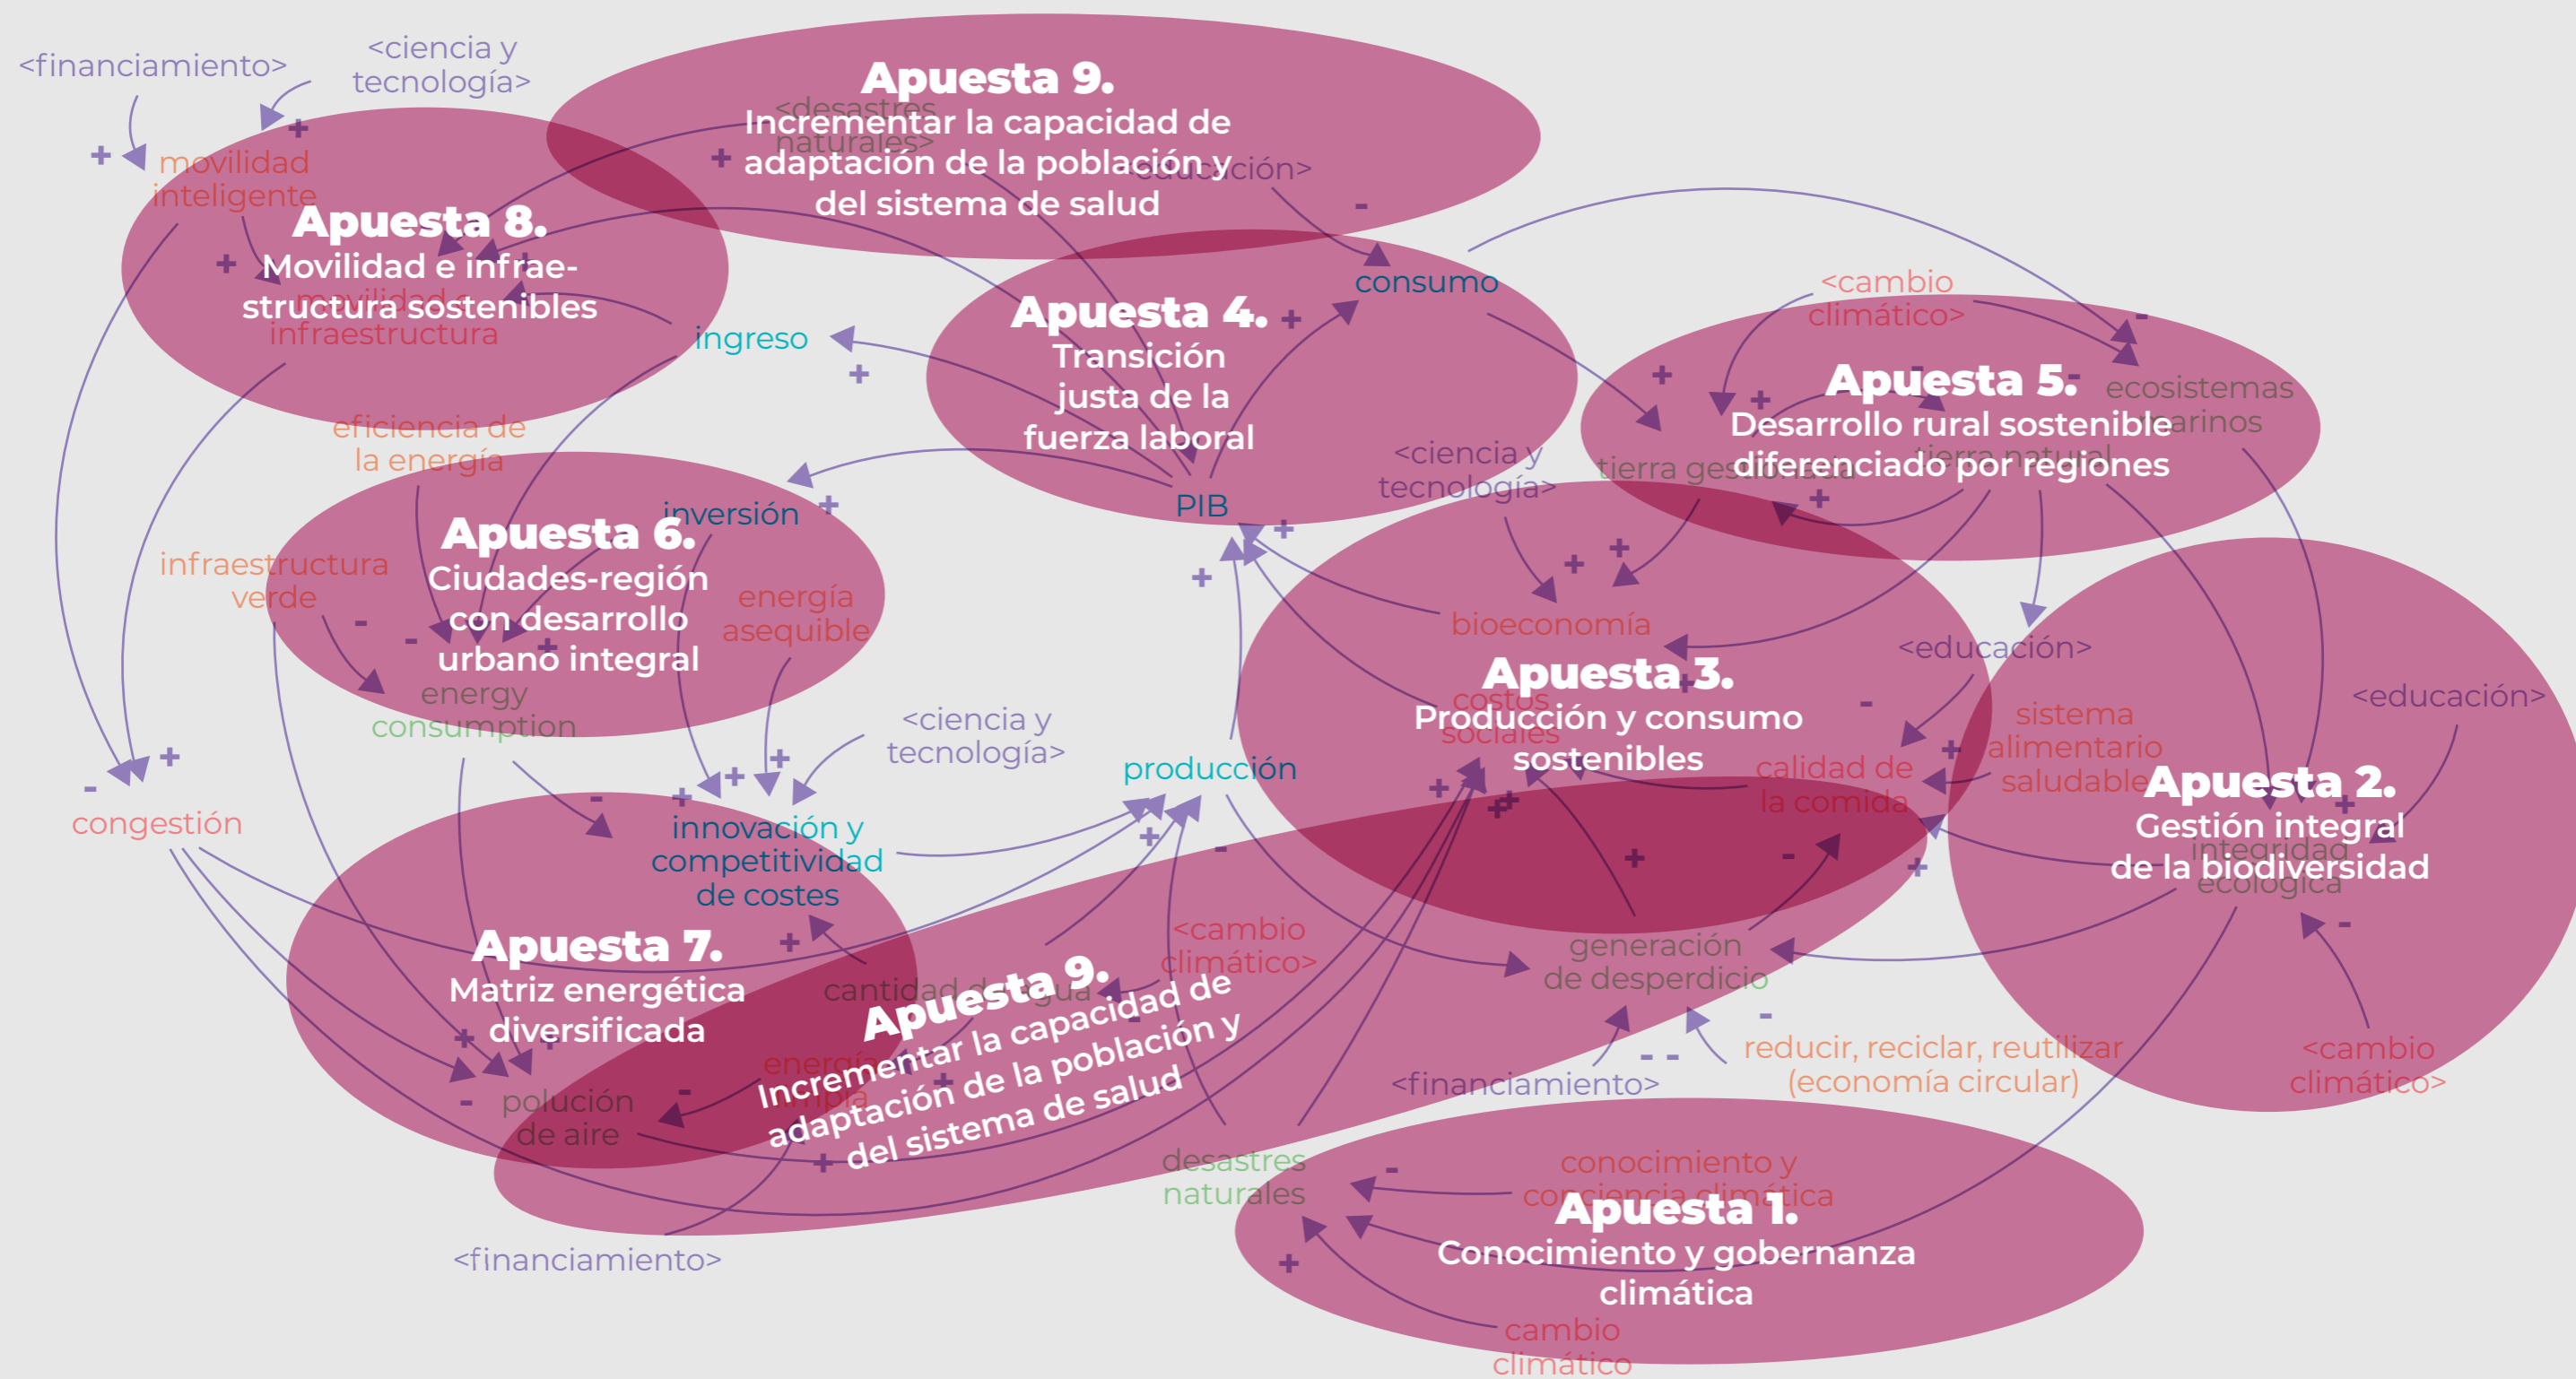 <financiamiento>
<ciencia y
tecnología>
Apuesta 9.
<desastres
naturales>
Incrementar la capacidad de
adaptación de la población y
del sistema de salud
<educación>
movilidad
inteligente
Apuesta 8.
Movilidad e infrae-
structura sostenibles
movilidad e
infraestructura
ingreso
Apuesta 4.
Transición
justa de la
fuerza laboral
consumo
PIB
<cambio
climático>
Apuesta 5.
Desarrollo rural sostenible
diferenciado por regiones
ecosistemas
marinos
tierra gestionada
tierra natural
<ciencia y
tecnología>
eficiencia de
la energía
inversión
Apuesta 6.
Ciudades-región
con desarrollo
urbano integral
infraestructura
verde
energía
asequible
energy
consumption
<ciencia y
tecnología>
producción
bioeconomía
Apuesta 3.
Producción y consumo
sostenibles
costos
sociales
<educación>
sistema
alimentario
saludable
calidad de
la comida
<educación>
Apuesta 2.
Gestión integral
de la biodiversidad
integridad
ecológica
congestión
innovación y
competitividad
de costes
Apuesta 7.
Matriz energética
diversificada
cantidad de agua
<cambio
climático>
Apuesta 9.
Incrementar la capacidad de
adaptación de la población y
del sistema de salud
energía
limpia
polución
de aire
generación
de desperdicio
<financiamiento>
reducir, reciclar, reutilizar
(economía circular)
<cambio
climático>
desastres
naturales
conocimiento y
conciencia climática
Apuesta 1.
Conocimiento y gobernanza
climática
<financiamiento>
cambio
climático